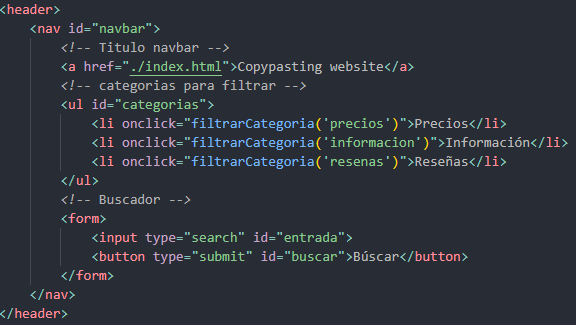 <header>
<nav id="navbar">
<!-- Titulo navbar -->
<a href="./index.html">Copypasting website</a>
<!-- categorias para filtrar -->
<ul id="categorias">
<li onclick="filtrarCategoria('precios')">Precios</li>
<li onclick="filtrarCategoria('informacion')">Información</li>
<li onclick="filtrarCategoria('resenas')">Reseñas</li>
</ul>
<!-- Buscador -->
<form>
<input type="search" id="entrada">
<button type="submit" id="buscar">Búscar</button>
</form>
</nav>
</header>